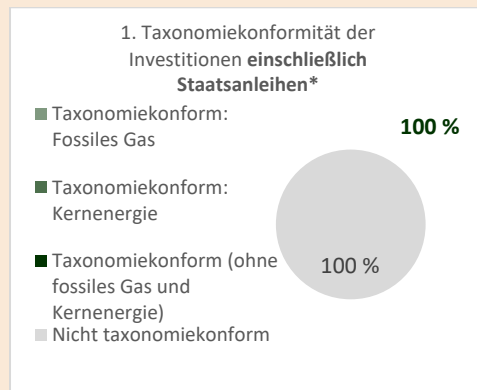 1. Taxonomiekonformität der
Investitionen einschließlich
Staatsanleihen*
Taxonomiekonform:
Fossiles Gas
Taxonomiekonform:
Kernenergie
Taxonomiekonform (ohne
fossiles Gas und
Kernenergie)
Nicht taxonomiekonform
100 %
100 %